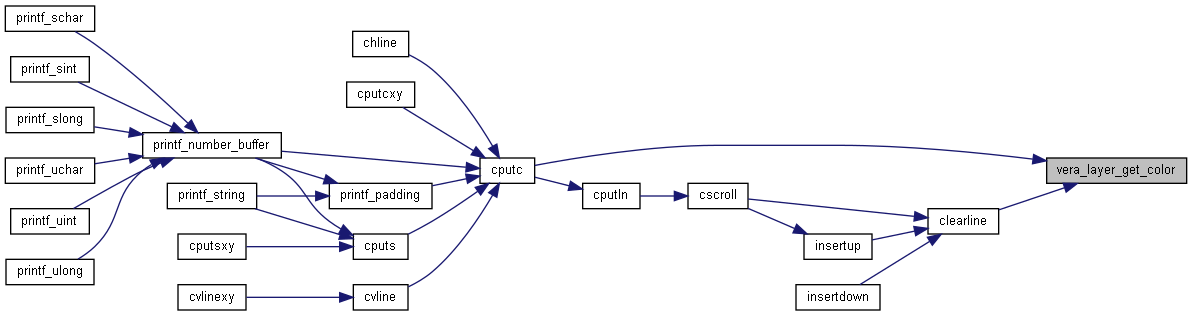 printf_schar
printf_sint
printf_slong
printf_uchar
printf_uint
printf_ulong
printf_number_buffer
printf_string
cputsxy
cvlinexy
chline
cputcxy
printf_padding
cputs
cvline
cputc
cputln
cscroll
insertup
insertdown
clearline
vera_layer_get_color